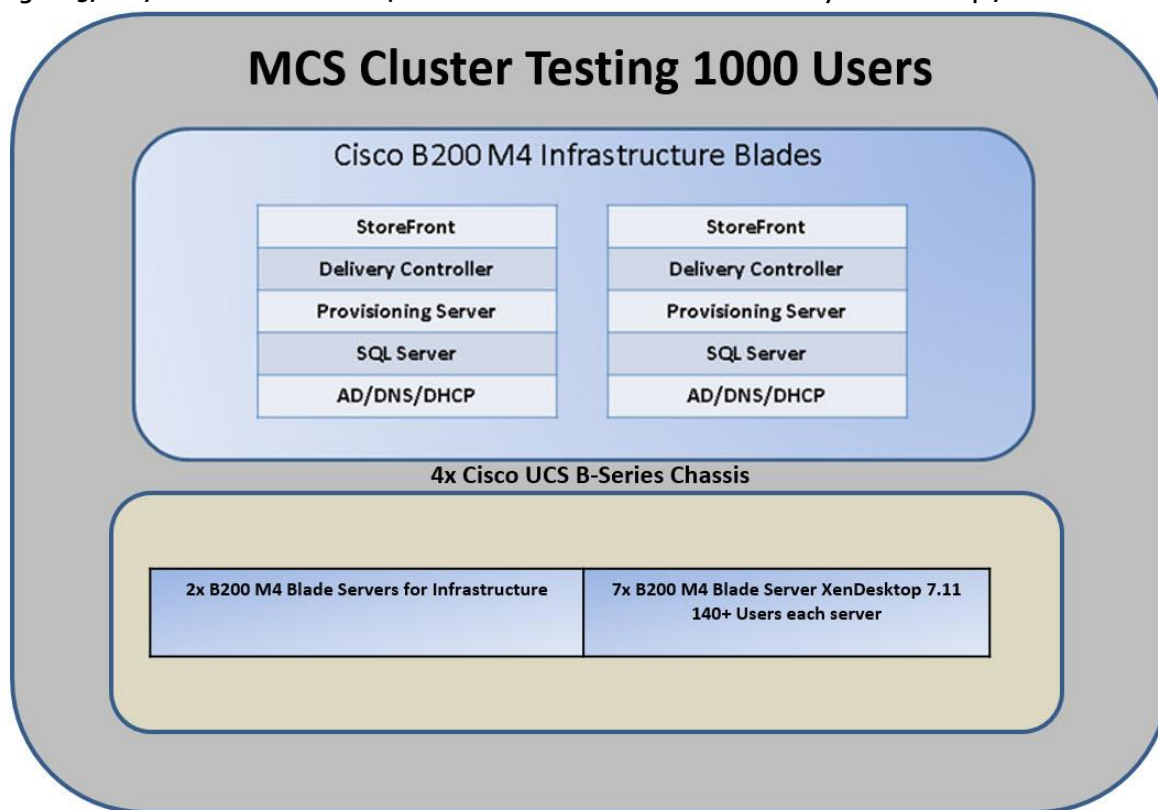 MCS Cluster Testing 1000 Users
Cisco B200 M4 Infrastructure Blades
StoreFront
Delivery Controller
Provisioning Server
SQL Server
AD/DNS/DHCP
StoreFront
Delivery Controller
Provisioning Server
SQL Server
AD/DNS/DHCP
4x Cisco UCS B-Series Chassis
2x B200 M4 Blade Servers for Infrastructure
7x B200 M4 Blade Server XenDesktop 7.11
140+ Users each server